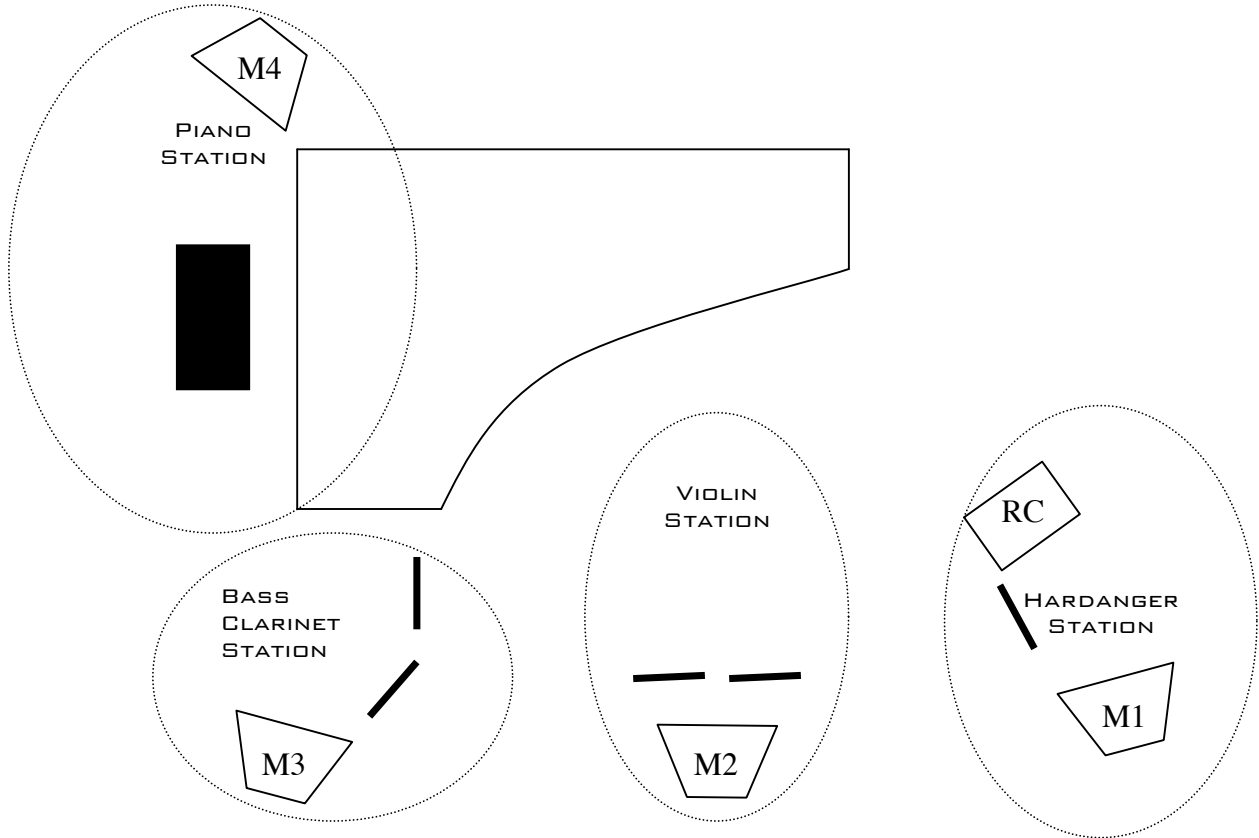 M4
Piano
Station
Violin
Station
RC
Bass
Clarinet
Station
Hardanger
Station
M3
M2
M1